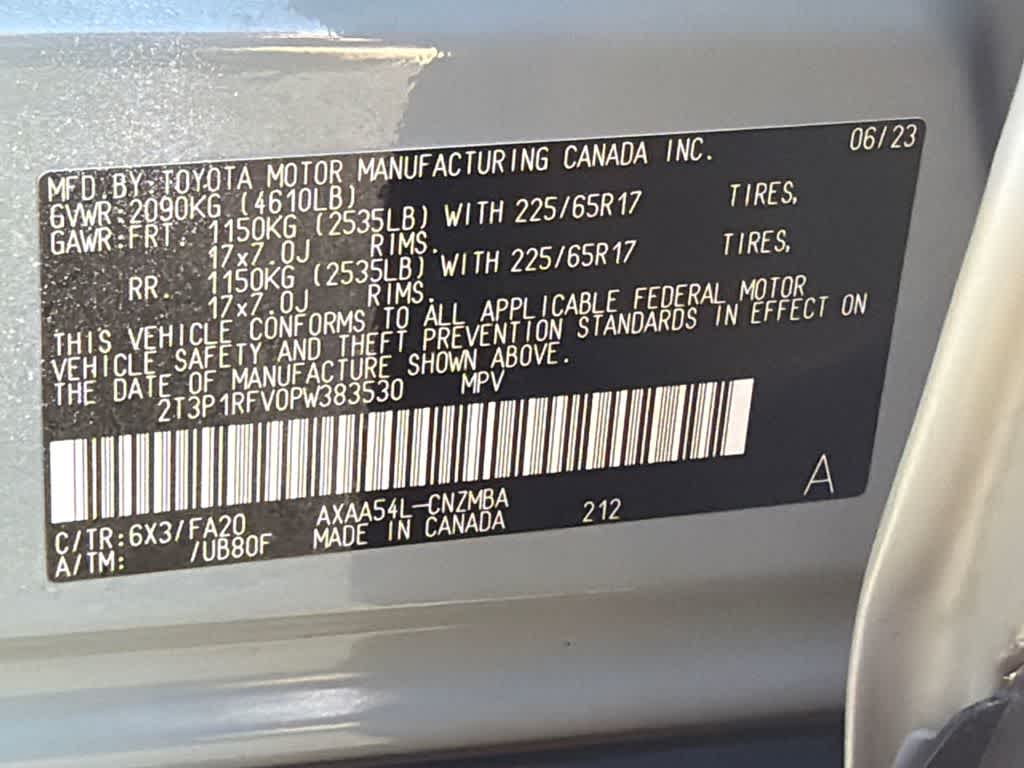 MFD. BY: TOYOTA MOTOR MANUFACTURING CANADA INC. 06/23
GVWR: 2090KG (4610LB)
GAWR: FRT. 1150KG (2535LB) WITH 225/65R17 TIRES,
17x7.0J RIMS.
RR. 1150KG (2535LB) WITH 225/65R17 TIRES,
17x7.0J RIMS.
THIS VEHICLE CONFORMS TO ALL APPLICABLE FEDERAL MOTOR
VEHICLE SAFETY AND THEFT PREVENTION STANDARDS IN EFFECT ON
THE DATE OF MANUFACTURE SHOWN ABOVE.
2T3P1RFV0PW383530 MPV
A
C/TR: 6X3/FA20 AXAA54L-CNZMBA 212
A/TM: /UB80F MADE IN CANADA